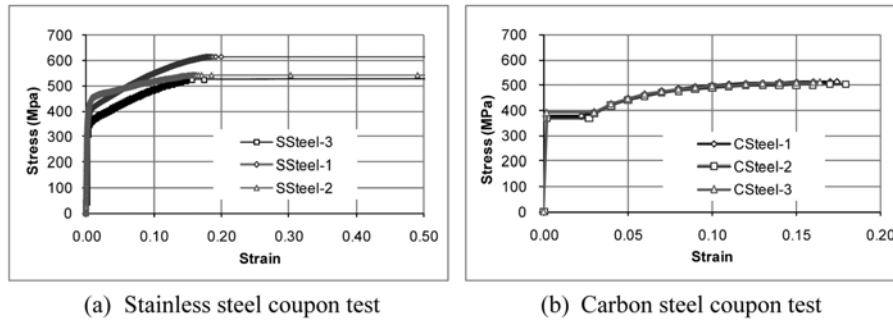 700
600
500
400
300
200
100
0
Stress (Mpa)
SSteel-3
SSteel-1
SSteel-2
0.00 0.10 0.20 0.30 0.40 0.50
Strain
(a) Stainless steel coupon test
700
600
500
400
300
200
100
0
Stress (MPa)
CSteel-1
CSteel-2
CSteel-3
0.00 0.05 0.10 0.15 0.20
Strain
(b) Carbon steel coupon test